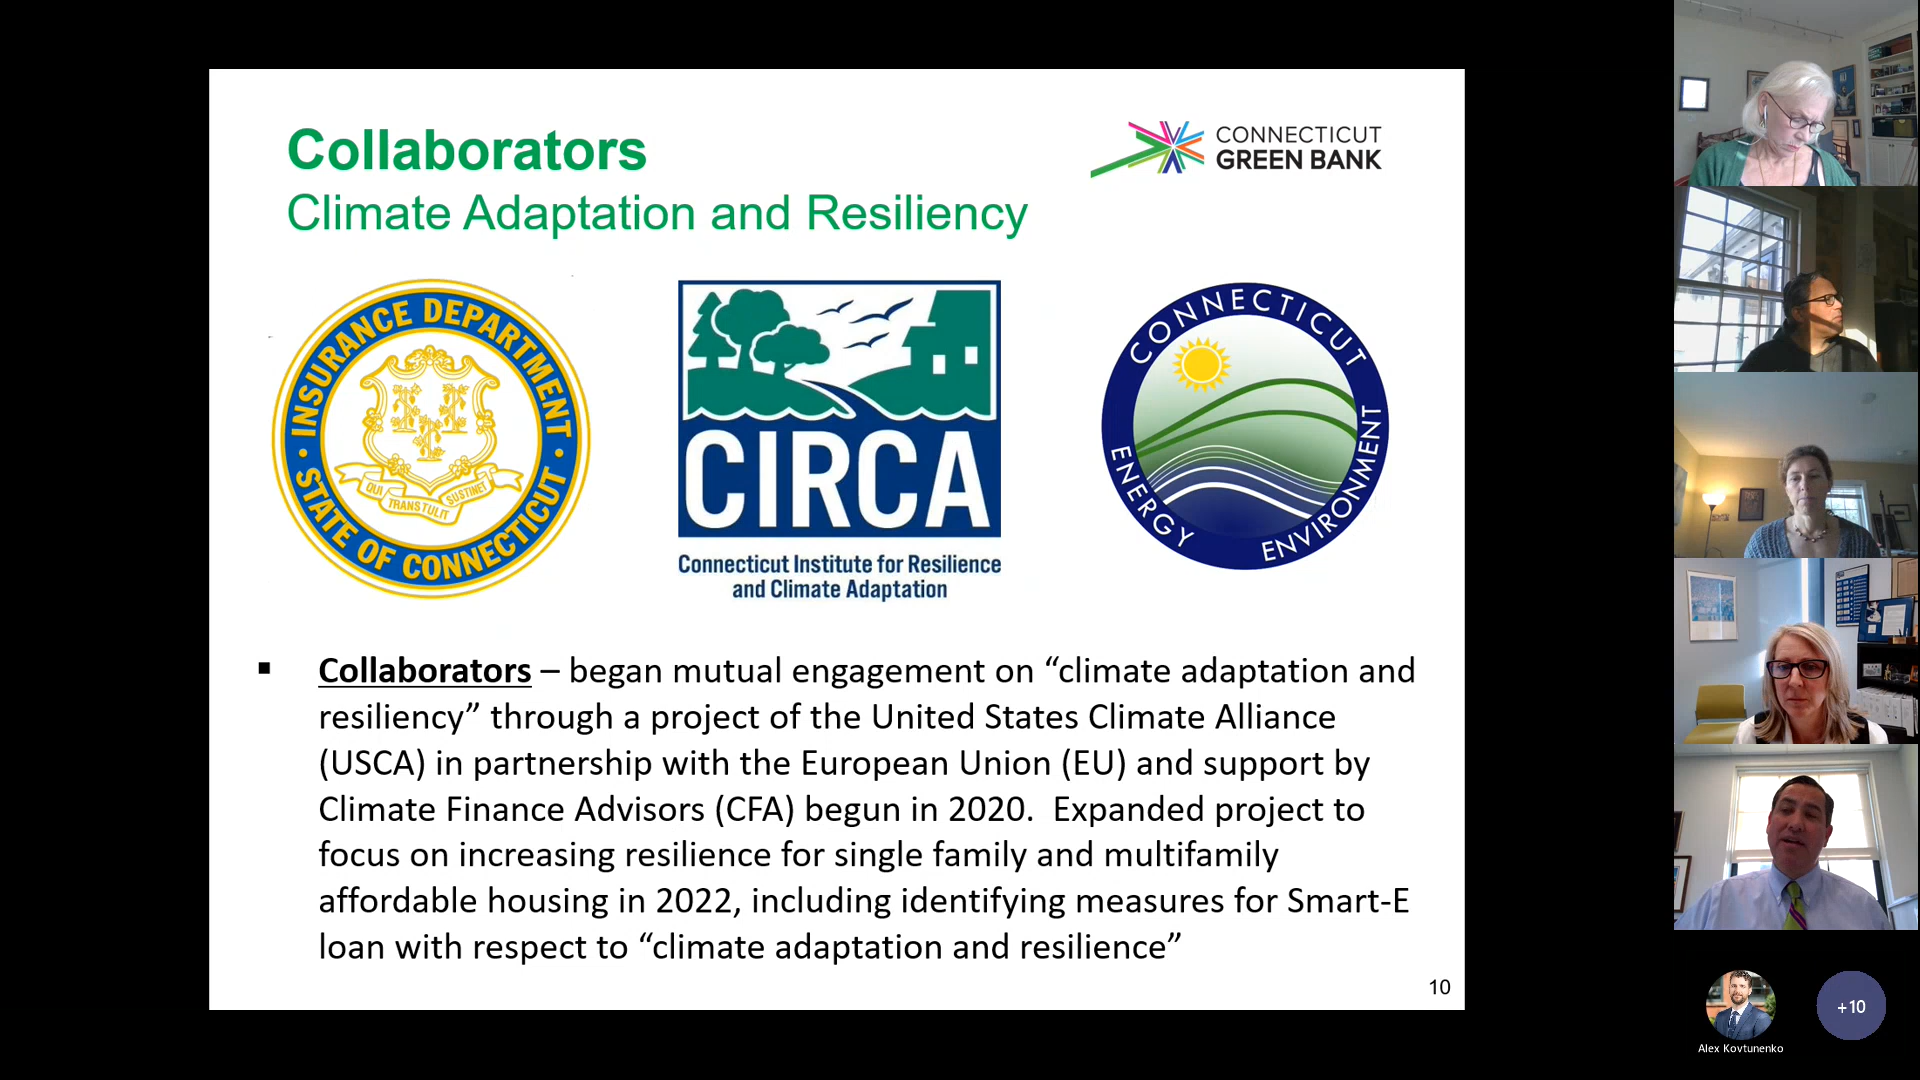 Collaborators
Climate Adaptation and Resiliency
CONNECTICUT
GREEN BANK
· INSURANCE DEPARTMENT ·
STATE OF CONNECTICUT
QUI
TRANSTULIT
SUSTINET
CIRCA
Connecticut Institute for Resilience
and Climate Adaptation
CONNECTICUT
ENERGY
ENVIRONMENT
▪ Collaborators – began mutual engagement on “climate adaptation and
resiliency” through a project of the United States Climate Alliance
(USCA) in partnership with the European Union (EU) and support by
Climate Finance Advisors (CFA) begun in 2020. Expanded project to
focus on increasing resilience for single family and multifamily
affordable housing in 2022, including identifying measures for Smart-E
loan with respect to “climate adaptation and resilience”
10
+10
Alex Kovtunenko